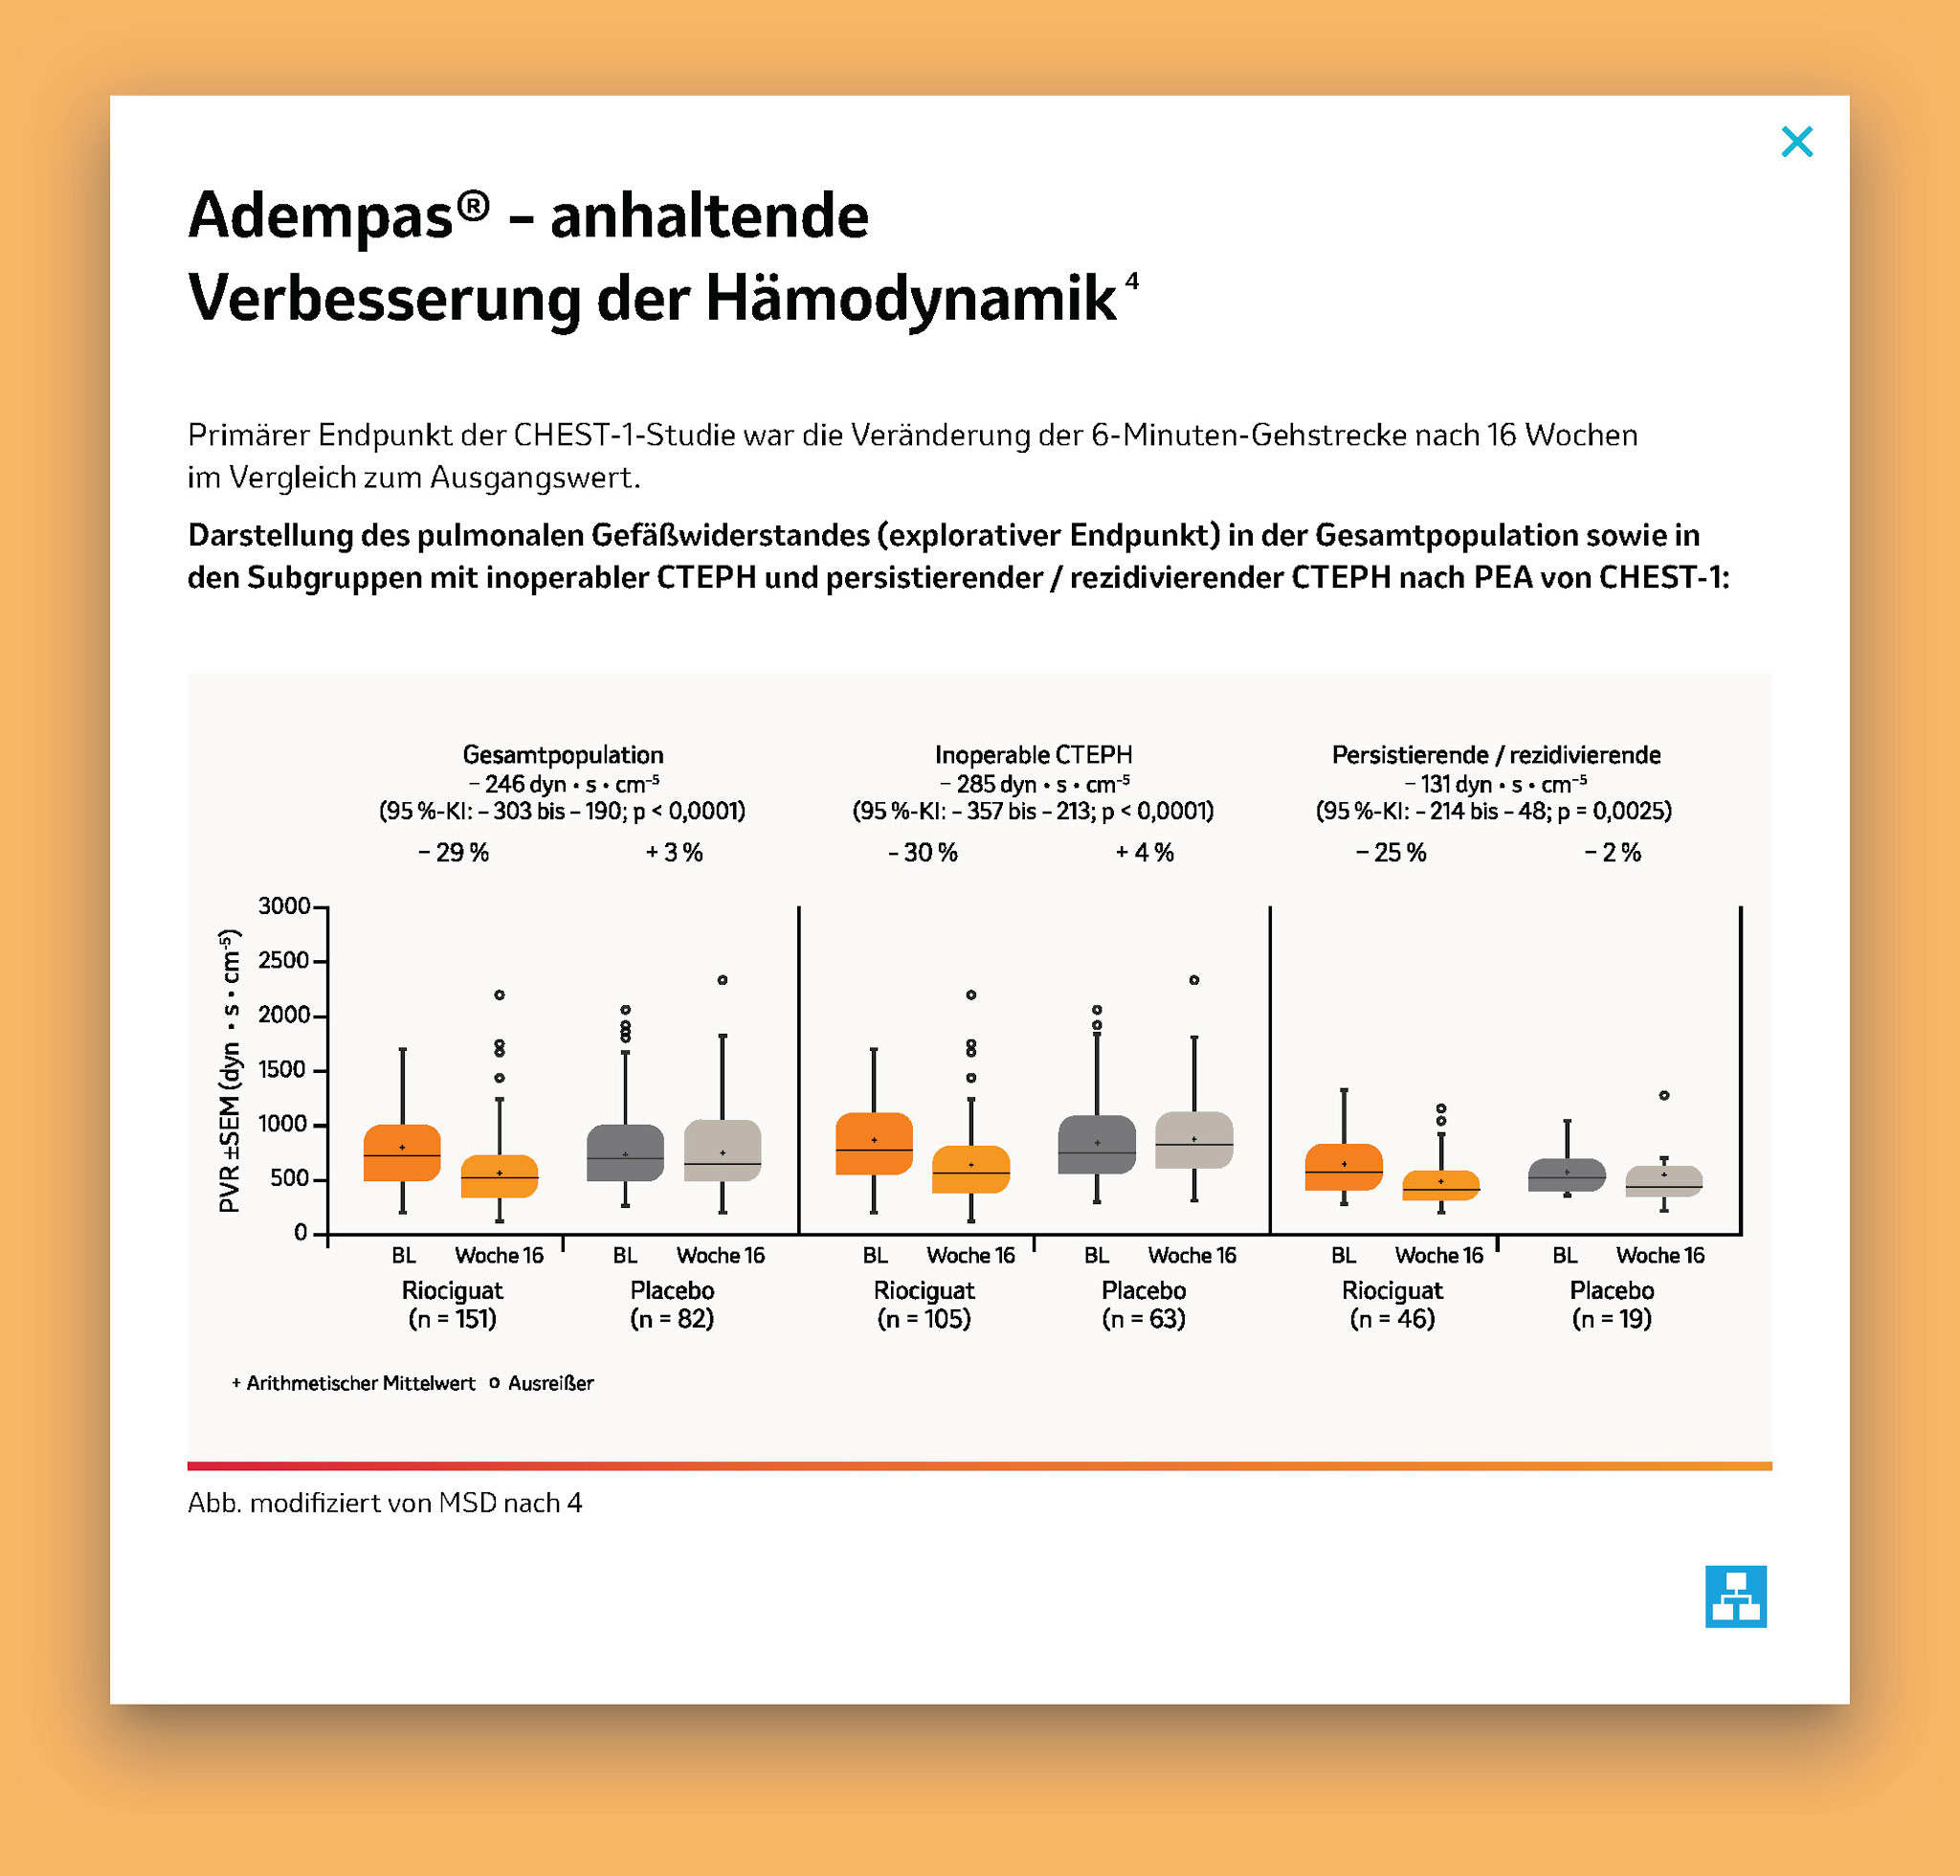 Adempas® – anhaltende
Verbesserung der Hämodynamik 4
Primärer Endpunkt der CHEST-1-Studie war die Veränderung der 6-Minuten-Gehstrecke nach 16 Wochen
im Vergleich zum Ausgangswert.
Darstellung des pulmonalen Gefäßwiderstandes (explorativer Endpunkt) in der Gesamtpopulation sowie in
den Subgruppen mit inoperabler CTEPH und persistierender / rezidivierender CTEPH nach PEA von CHEST-1:
Gesamtpopulation
– 246 dyn • s • cm⁻⁵
(95 %-KI: – 303 bis – 190; p < 0,0001)
– 29 % + 3 %
Inoperable CTEPH
– 285 dyn • s • cm⁻⁵
(95 %-KI: – 357 bis – 213; p < 0,0001)
– 30 % + 4 %
Persistierende / rezidivierende
– 131 dyn • s • cm⁻⁵
(95 %-KI: – 214 bis – 48; p = 0,0025)
– 25 % – 2 %
PVR ±SEM (dyn • s • cm⁻⁵)
3000
2500
2000
1500
1000
500
0
BL Woche 16 BL Woche 16 BL Woche 16 BL Woche 16 BL Woche 16 BL Woche 16
Riociguat Placebo Riociguat Placebo Riociguat Placebo
(n = 151) (n = 82) (n = 105) (n = 63) (n = 46) (n = 19)
+ Arithmetischer Mittelwert o Ausreißer
Abb. modifiziert von MSD nach 4